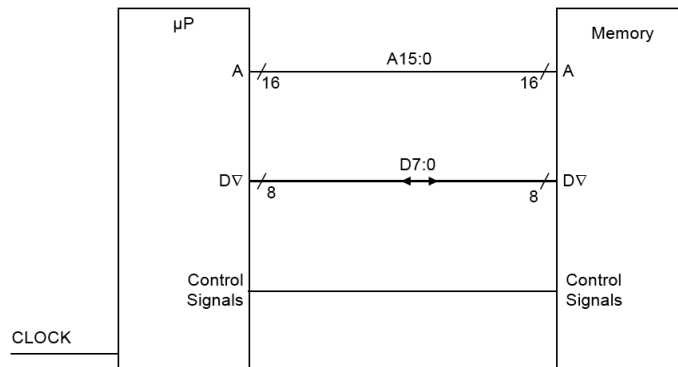 µP
Memory
A15:0
A
16
16
A
D7:0
D∇
8
8
D∇
Control
Signals
Control
Signals
CLOCK